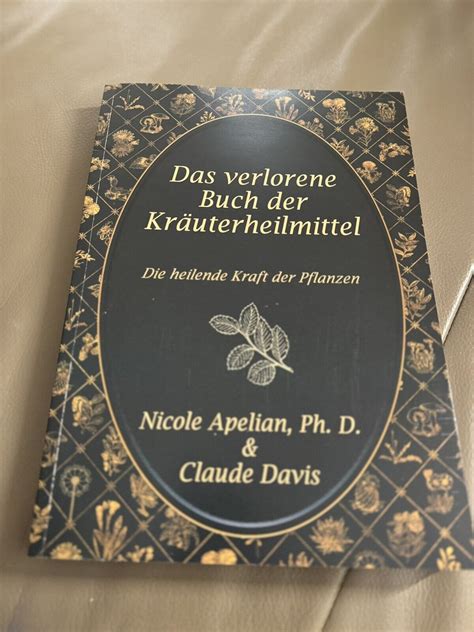 Das verlorene
Buch der
Kräuterheilmittel
Die heilende Kraft der Pflanzen
Nicole Apelian, Ph. D.
&
Claude Davis